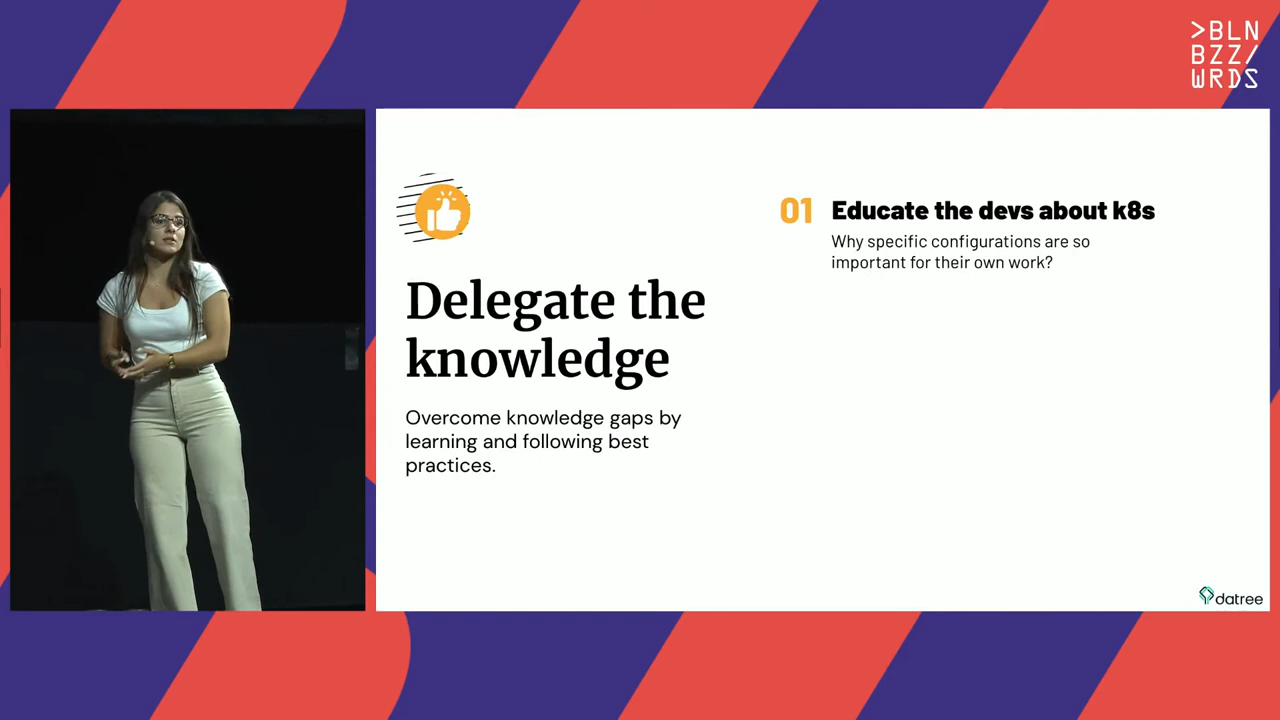 >BLN
BZZ/
WRDS
01 Educate the devs about k8s
Why specific configurations are so
important for their own work?
Delegate the
knowledge
Overcome knowledge gaps by
learning and following best
practices.
datree